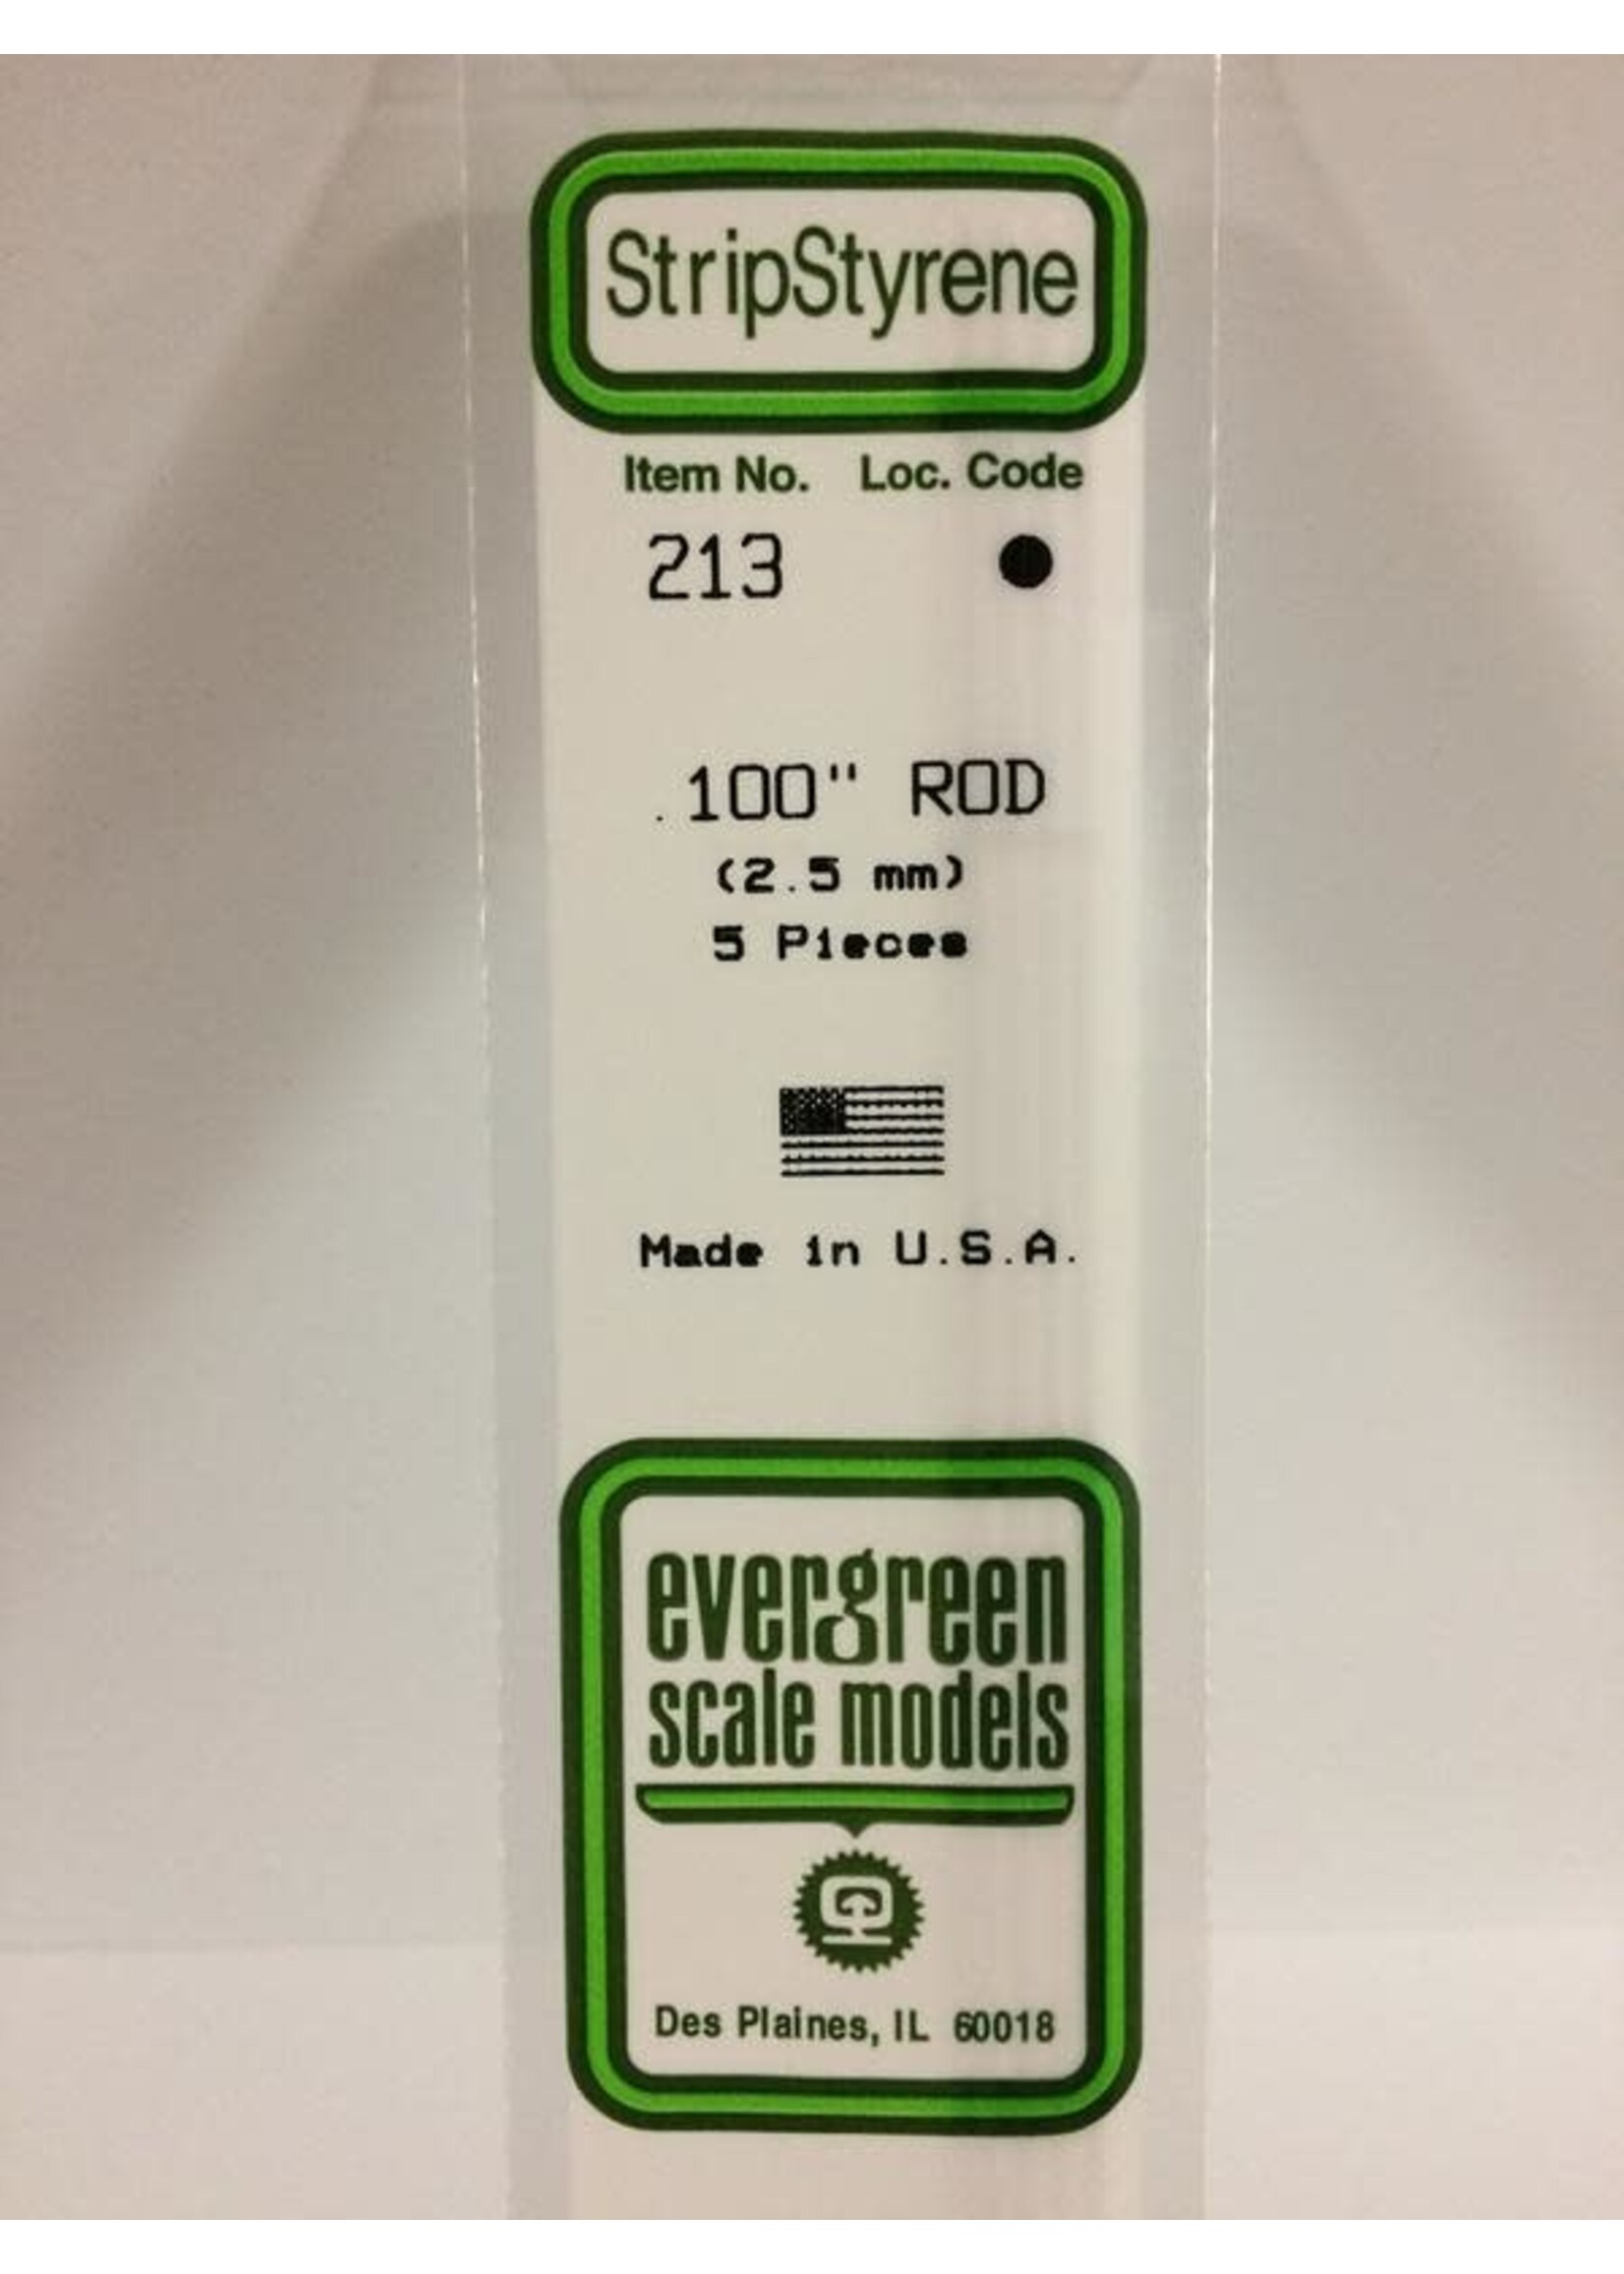 StripStyrene
Item No. Loc. Code
213 ●
.100" ROD
(2.5 mm)
5 Pieces
Made in U.S.A.
evergreen
scale models
Des Plaines, IL 60018